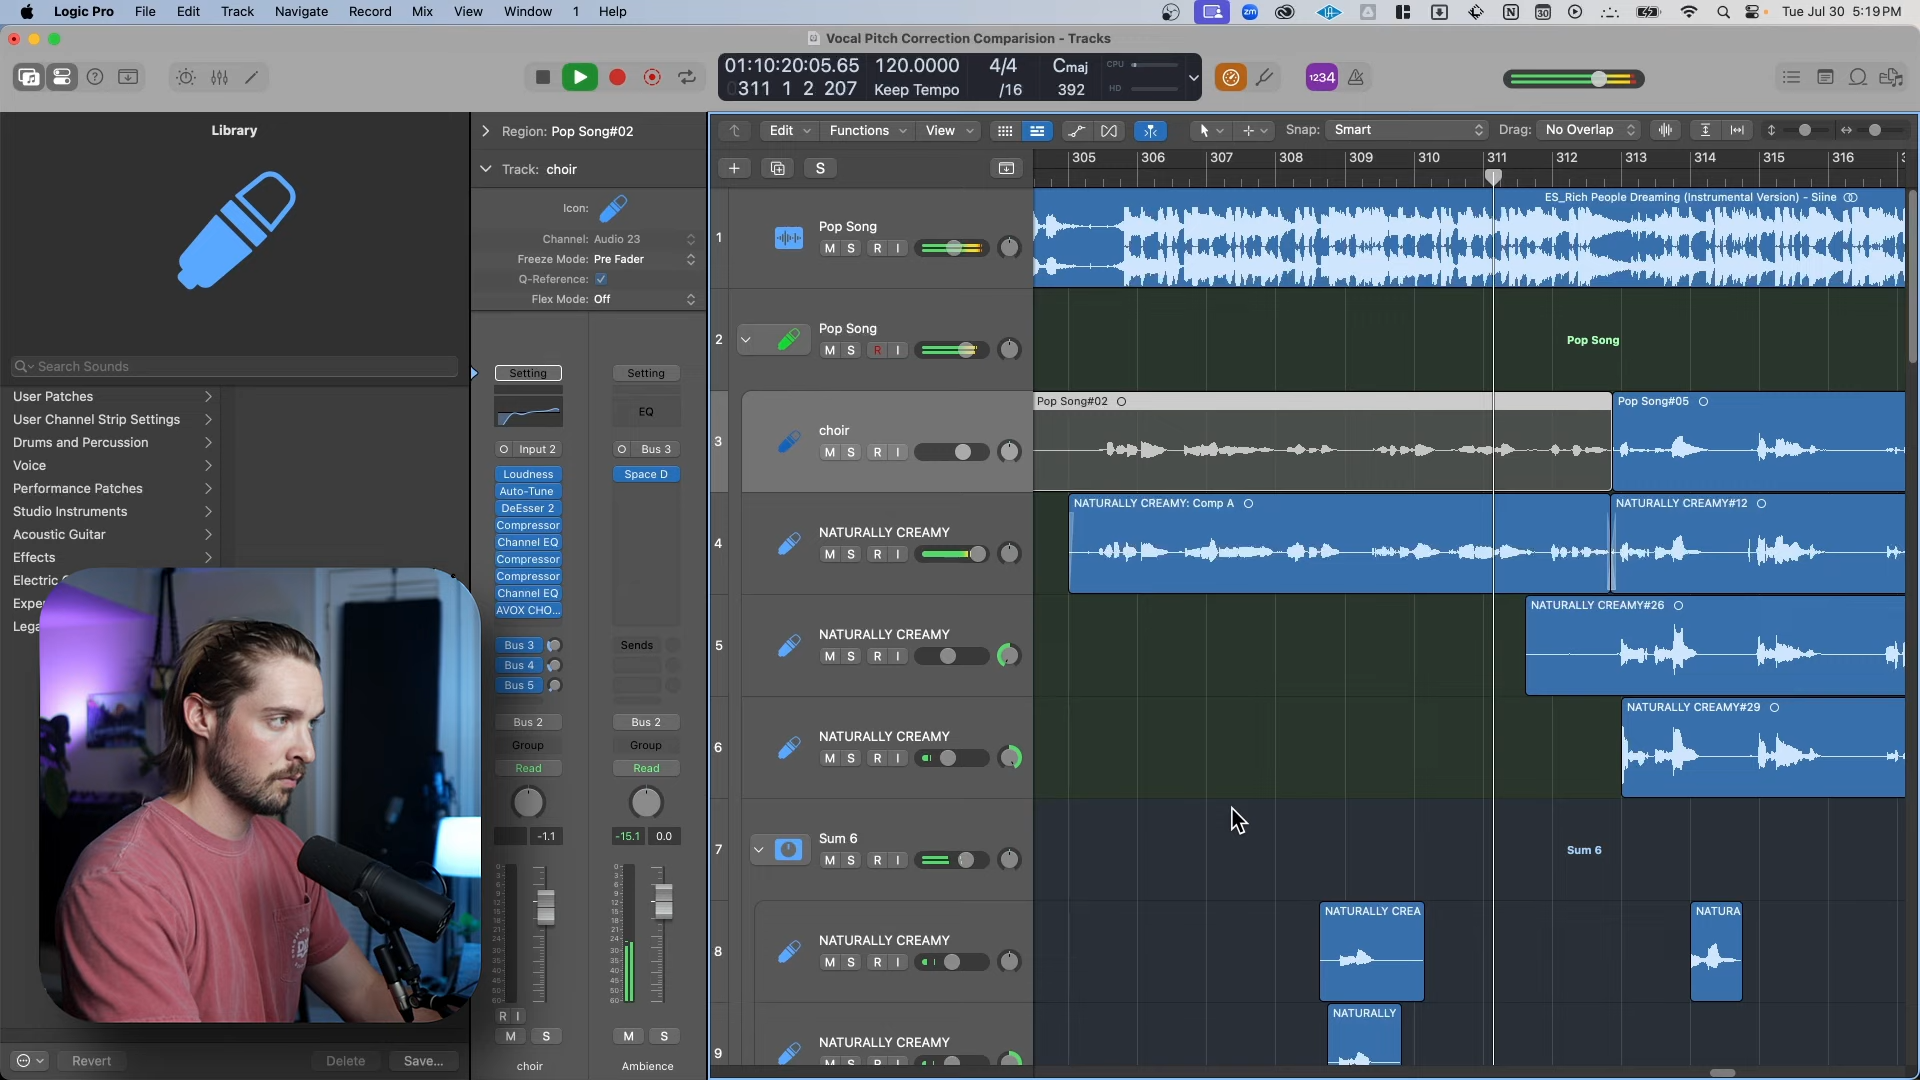 Logic Pro File Edit Track Navigate Record Mix View Window 1 Help
Tue Jul 30 5:19 PM
Vocal Pitch Correction Comparision - Tracks
01:10:20:05.65 120.0000 4/4 Cmaj CPU
311 1 2 207 Keep Tempo /16 392 HD
1234
Library
Region: Pop Song#02
Edit Functions View Snap: Smart Drag: No Overlap
Track: choir
S
305 306 307 308 309 310 311 312 313 314 315 316
Icon:
Channel: Audio 23
Freeze Mode: Pre Fader
Q-Reference:
Flex Mode: Off
Search Sounds
User Patches
User Channel Strip Settings
Drums and Percussion
Voice
Performance Patches
Studio Instruments
Acoustic Guitar
Effects
Electric
Expe
Lega
Revert Delete Save...
Setting Setting
EQ
Input 2 Bus 3
Loudness Space D
Auto-Tune
DeEsser 2
Compressor
Channel EQ
Compressor
Compressor
Channel EQ
AVOX CHO...
Bus 3 Sends
Bus 4
Bus 5
Bus 2 Bus 2
Group Group
Read Read
-1.1 -15.1 0.0
R I
M S M S
choir Ambience
1 Pop Song
M S R I
ES_Rich People Dreaming (Instrumental Version) - Siine
2 Pop Song
M S R I
Pop Song
3 choir
M S R I
Pop Song#02 Pop Song#05
4 NATURALLY CREAMY
M S R I
NATURALLY CREAMY: Comp A NATURALLY CREAMY#12
5 NATURALLY CREAMY
M S R I
NATURALLY CREAMY#26
6 NATURALLY CREAMY
M S R I
NATURALLY CREAMY#29
7 Sum 6
M S R I
Sum 6
8 NATURALLY CREAMY
M S R I
NATURALLY CREA NATURA
9 NATURALLY CREAMY
M S R I
NATURALLY